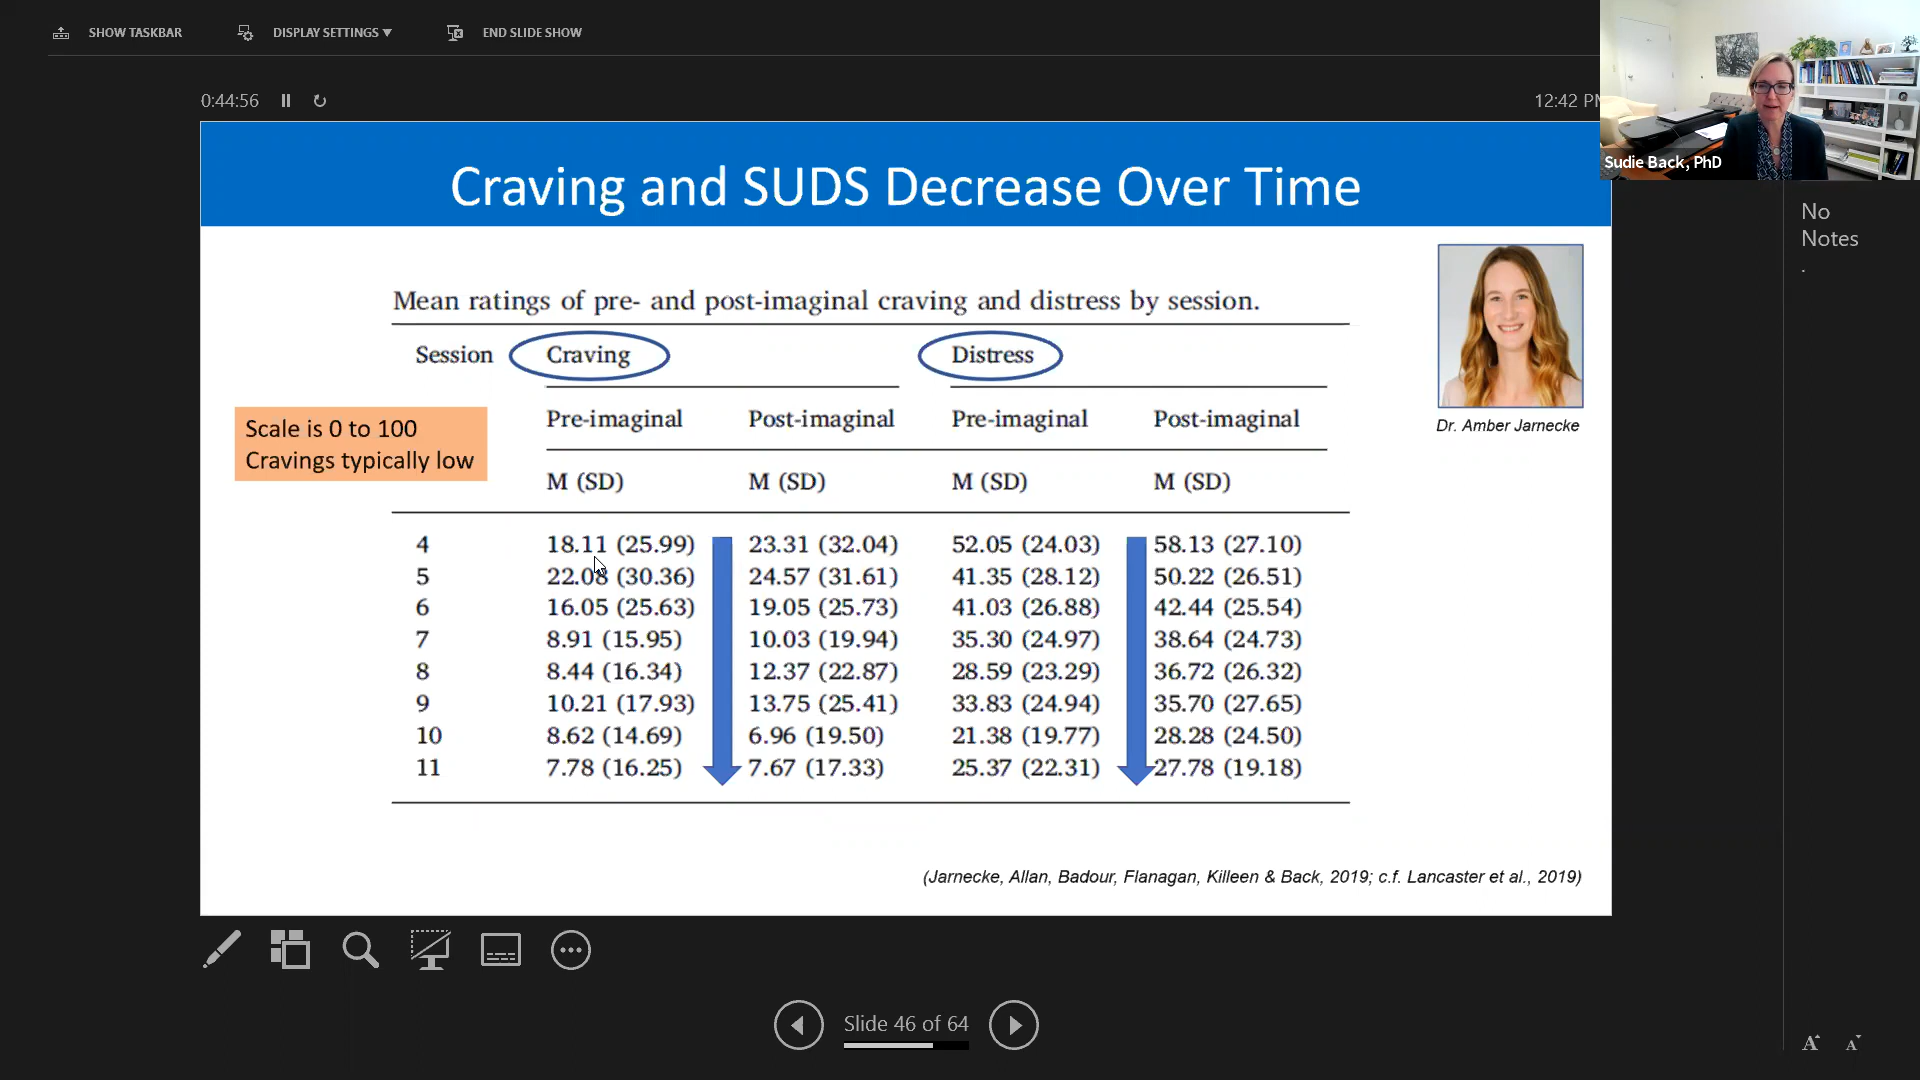 SHOW TASKBAR DISPLAY SETTINGS ▼ END SLIDE SHOW
0:44:56
12:42
Sudie Back, PhD
No
Notes
.
Craving and SUDS Decrease Over Time
Mean ratings of pre- and post-imaginal craving and distress by session.
Session Craving Distress
Scale is 0 to 100
Cravings typically low
Pre-imaginal Post-imaginal Pre-imaginal Post-imaginal
M (SD) M (SD) M (SD) M (SD)
4 18.11 (25.99) 23.31 (32.04) 52.05 (24.03) 58.13 (27.10)
5 22.08 (30.36) 24.57 (31.61) 41.35 (28.12) 50.22 (26.51)
6 16.05 (25.63) 19.05 (25.73) 41.03 (26.88) 42.44 (25.54)
7 8.91 (15.95) 10.03 (19.94) 35.30 (24.97) 38.64 (24.73)
8 8.44 (16.34) 12.37 (22.87) 28.59 (23.29) 36.72 (26.32)
9 10.21 (17.93) 13.75 (25.41) 33.83 (24.94) 35.70 (27.65)
10 8.62 (14.69) 6.96 (19.50) 21.38 (19.77) 28.28 (24.50)
11 7.78 (16.25) 7.67 (17.33) 25.37 (22.31) 27.78 (19.18)
Dr. Amber Jarnecke
(Jarnecke, Allan, Badour, Flanagan, Killeen & Back, 2019; c.f. Lancaster et al., 2019)
Slide 46 of 64
A A